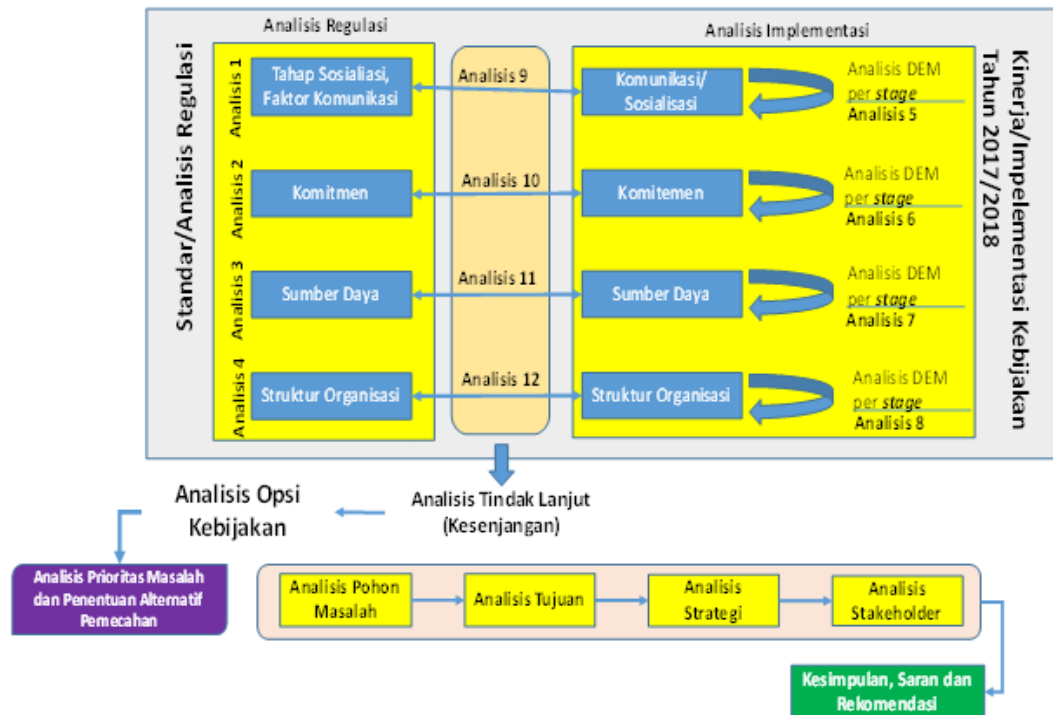 Analisis Regulasi
Analisis Implementasi
Standar/Analisis Regulasi
Analisis 1
Tahap Sosialiasi,
Faktor Komunikasi
Analisis 9
Komunikasi/
Sosialisasi
Analisis DEM
per stage
Analisis 5
Analisis 2
Komitmen
Analisis 10
Komitemen
Analisis DEM
per stage
Analisis 6
Analisis 3
Sumber Daya
Analisis 11
Sumber Daya
Analisis DEM
per stage
Analisis 7
Analisis 4
Struktur Organisasi
Analisis 12
Struktur Organisasi
Analisis DEM
per stage
Analisis 8
Kinerja/Impelementasi Kebijakan
Tahun 2017/2018
Analisis Tindak Lanjut
(Kesenjangan)
Analisis Opsi
Kebijakan
Analisis Prioritas Masalah
dan Penentuan Alternatif
Pemecahan
Analisis Pohon
Masalah
Analisis Tujuan
Analisis
Strategi
Analisis
Stakeholder
Kesimpulan, Saran dan
Rekomendasi